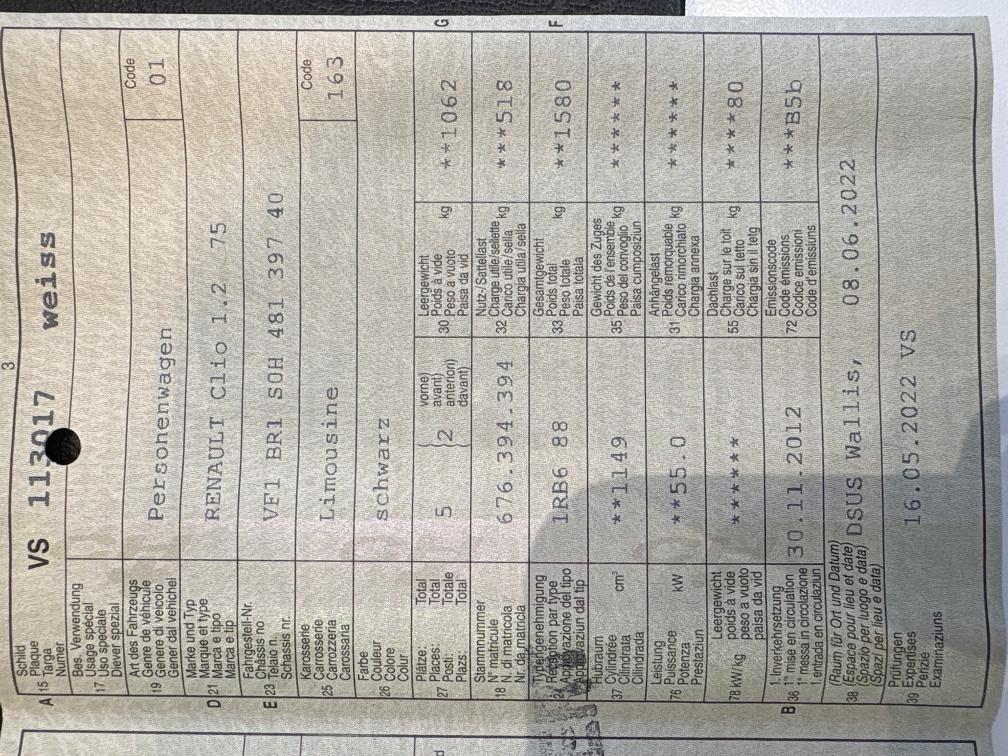 3
A 15 Schild
Plaque
Targa
Numer
VS 113017 weiss
17 Bes. Verwendung
Usage spécial
Uso speciale
Diever spezial
19 Art des Fahrzeugs
Genre de véhicule
Genere di veicolo
Gener dal vehichel
Personenwagen
Code
01
D 21 Marke und Typ
Marque et type
Marca e tipo
Marca e tip
RENAULT Clio 1.2 75
E 23 Fahrgestell-Nr.
Châssis no
Telaio n.
Schassis nr.
VF1 BR1 S0H 481 397 40
25 Karosserie
Carrosserie
Carrozzeria
Carossaria
Limousine
Code
163
26 Farbe
Couleur
Colore
Colur
schwarz
27 Plätze: Total
Places: Total
Posti: Totale
Plazs: Total
5 } 2 vorne)
avant)
anteriori)
davant)
30 Leergewicht
Poids à vide
Peso a vuoto
Paisa da vid
kg **1062 G
18 Stammnummer
N° matricule
N. di matricola
Nr. da matricla
676.394.394
32 Nutz-/Sattellast
Charge utile/sellette
Carico utile/sella
Chargia utila/sella
kg ***518
24 Typengenehmigung
Réception par type
Approvazione del tipo
Approvaziun dal tip
1RB6 88
33 Gesamtgewicht
Poids total
Peso totale
Paisa totala
kg **1580 F
37 Hubraum
Cylindrée
Cilindrata
Cilindrada
cm³ **1149
35 Gewicht des Zuges
Poids de l'ensemble
Peso del convoglio
Paisa cumposiziun
kg *******
76 Leistung
Puissance
Potenza
Prestaziun
kW **55.0
31 Anhängelast
Poids remorquable
Carico rimorchiato
Chargia annexa
kg *******
78 kW/kg Leergewicht
poids à vide
peso a vuoto
paisa da vid
******
55 Dachlast
Charge sur le toit
Carico sul tetto
Chargia sin il tetg
kg *****80
B 36 1. Inverkehrsetzung
1re mise en circulation
1a messa in circolazione
1. entrada en circulaziun
30.11.2012
72 Emissionscode
Code émissions
Codice emissioni
Code d'emissiuns
***B5b
38 (Raum für Ort und Datum)
(Espace pour lieu et date)
(Spazio per luogo e data)
(Spazi per lieu e data)
DSUS Wallis, 08.06.2022
39 Prüfungen
Expertises
Perizie
Examinaziuns
16.05.2022 VS